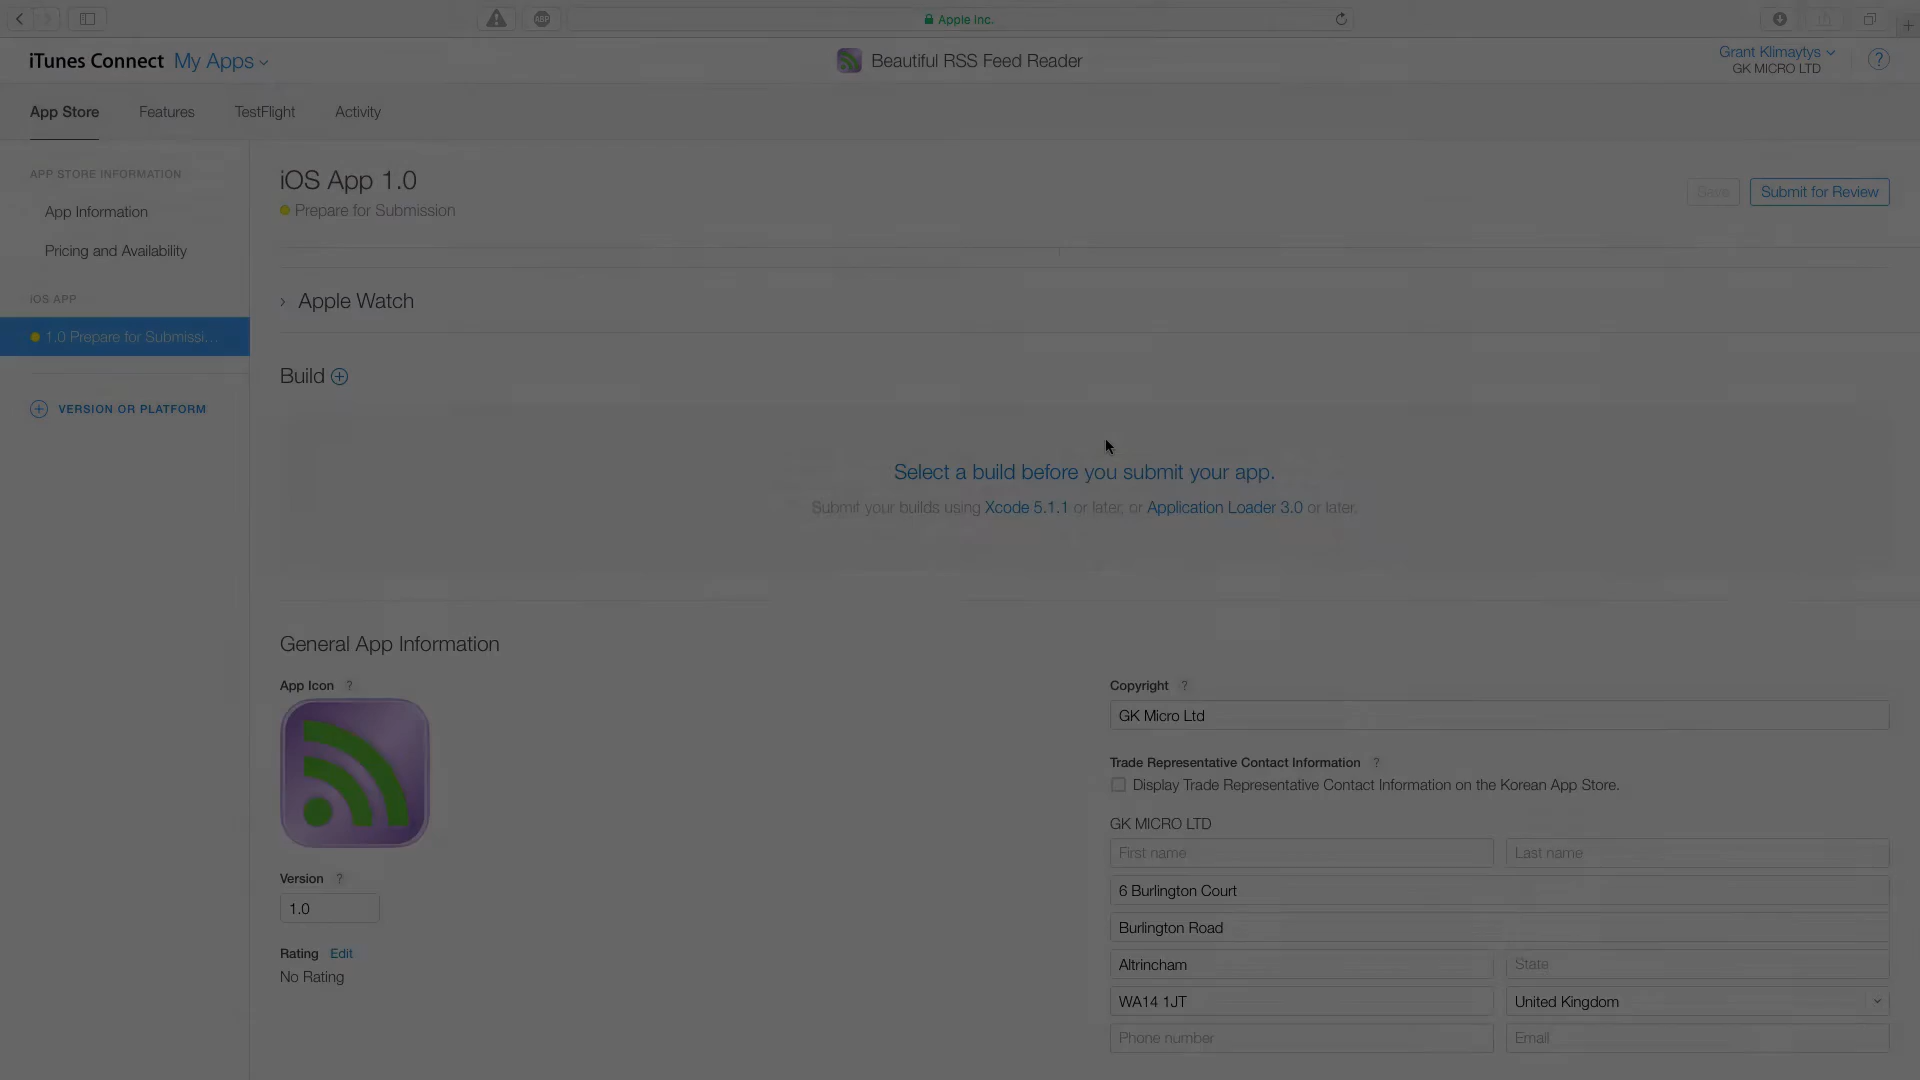 ABP
Apple Inc.
iTunes Connect My Apps
Beautiful RSS Feed Reader
Grant Klimaytys
GK MICRO LTD
?
App Store
Features
TestFlight
Activity
APP STORE INFORMATION
App Information
Pricing and Availability
iOS APP
1.0 Prepare for Submissi...
VERSION OR PLATFORM
iOS App 1.0
Prepare for Submission
Save
Submit for Review
Apple Watch
Build
Select a build before you submit your app.
Submit your builds using Xcode 5.1.1 or later, or Application Loader 3.0 or later.
General App Information
App Icon ?
Version ?
1.0
Rating Edit
No Rating
Copyright ?
GK Micro Ltd
Trade Representative Contact Information ?
Display Trade Representative Contact Information on the Korean App Store.
GK MICRO LTD
First name
Last name
6 Burlington Court
Burlington Road
Altrincham
State
WA14 1JT
United Kingdom
Phone number
Email